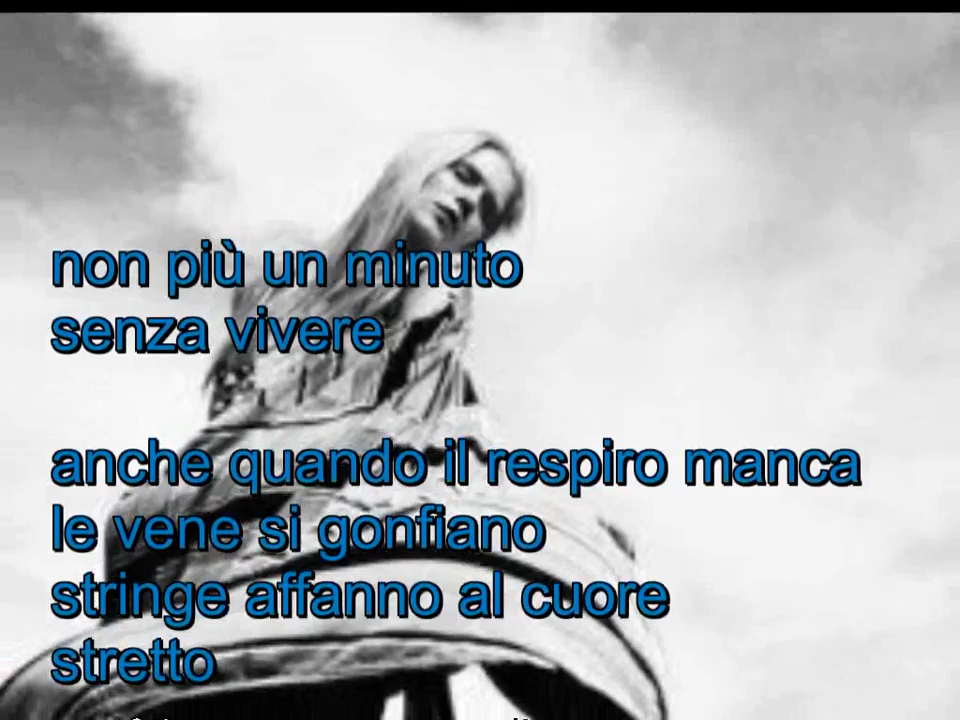 non più un minuto
senza vivere
anche quando il respiro manca
le vene si gonfiano
stringe affanno al cuore
stretto